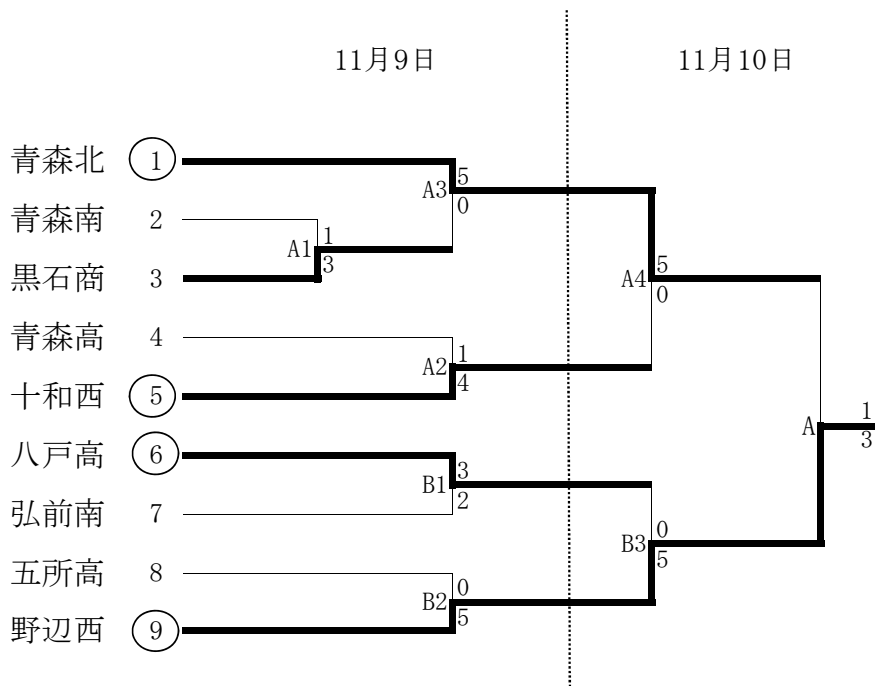 11月9日 11月10日
青森北 1
5
A3
0
青森南 2
1
A1
3
黒石商 3
5
A4
0
青森高 4
1
A2
4
十和西 5
1
A
3
八戸高 6
3
B1
2
弘前南 7
0
B3
5
五所高 8
0
B2
5
野辺西 9